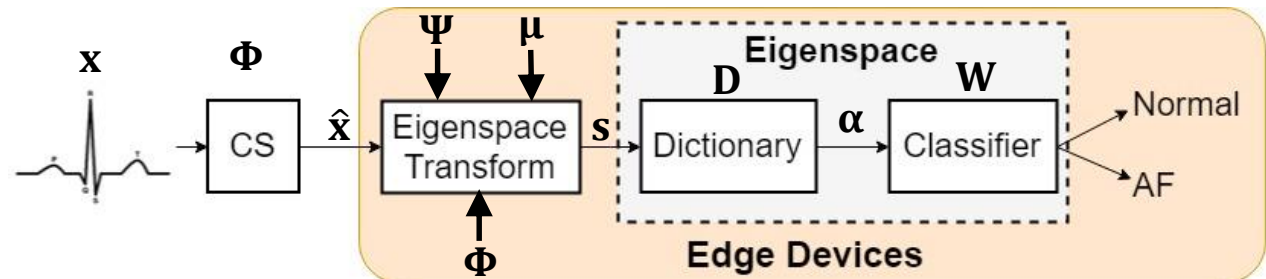 x
Φ
CS
x̂
Ψ
μ
Eigenspace
Transform
Φ
s
Eigenspace
D
Dictionary
α
W
Classifier
Normal
AF
Edge Devices
R
P
Q
S
T